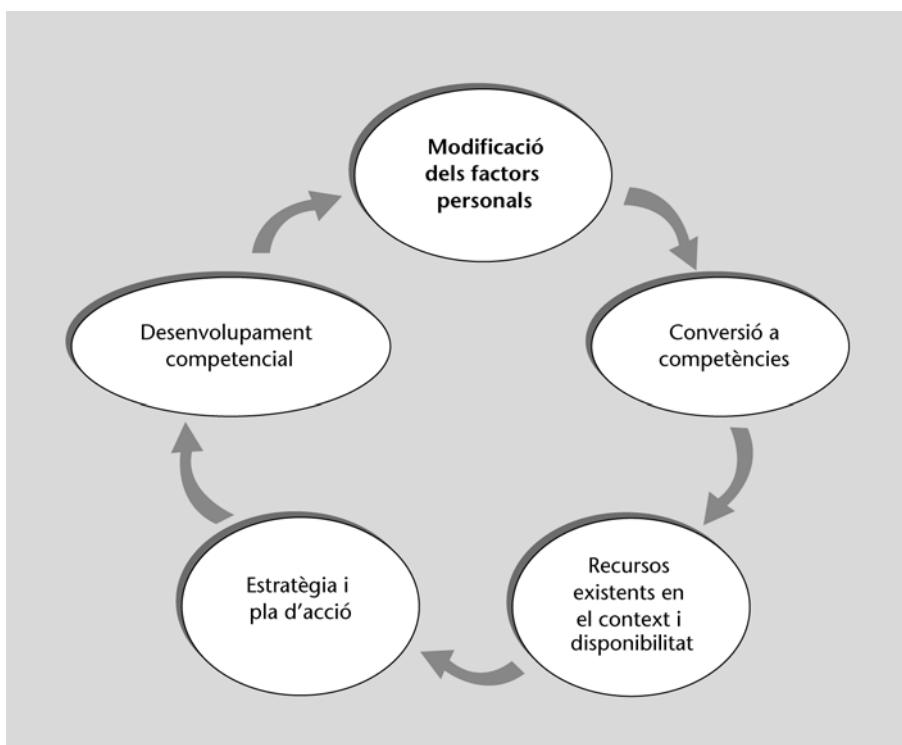 Modificació
dels factors
personals
Conversió a
competències
Recursos
existents en
el context i
disponibilitat
Estratègia i
pla d'acció
Desenvolupament
competencial